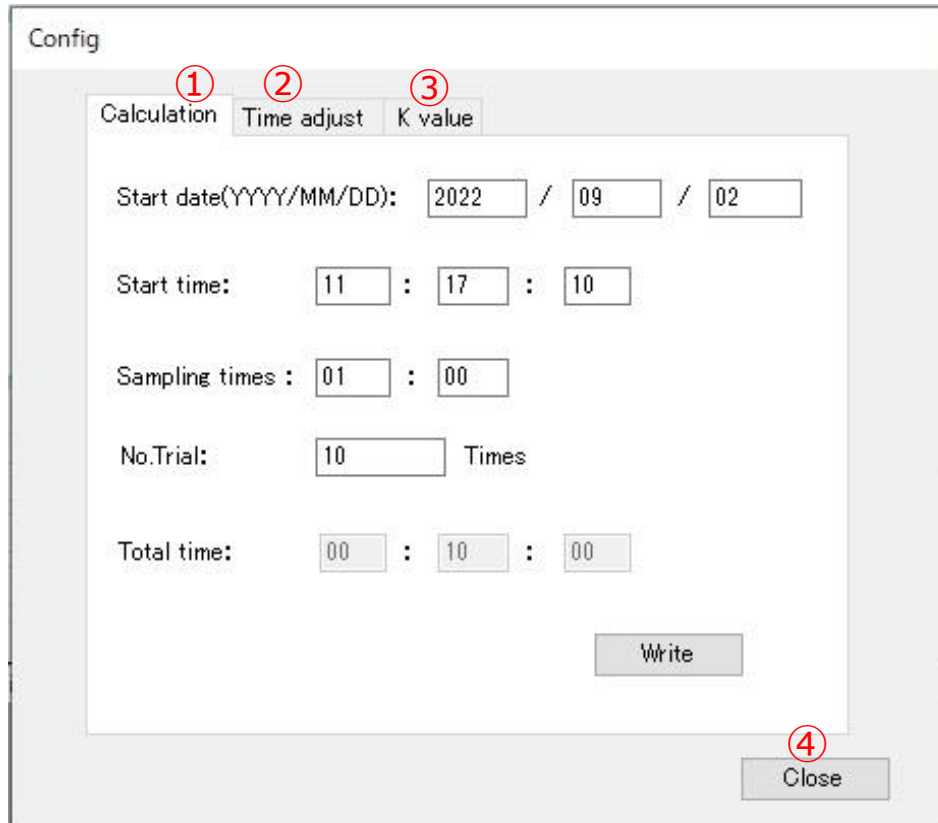 Config
① ② ③
Calculation Time adjust K value
Start date(YYYY/MM/DD): 2022 / 09 / 02
Start time: 11 : 17 : 10
Sampling times : 01 : 00
No.Trial: 10 Times
Total time: 00 : 10 : 00
Write
④
Close